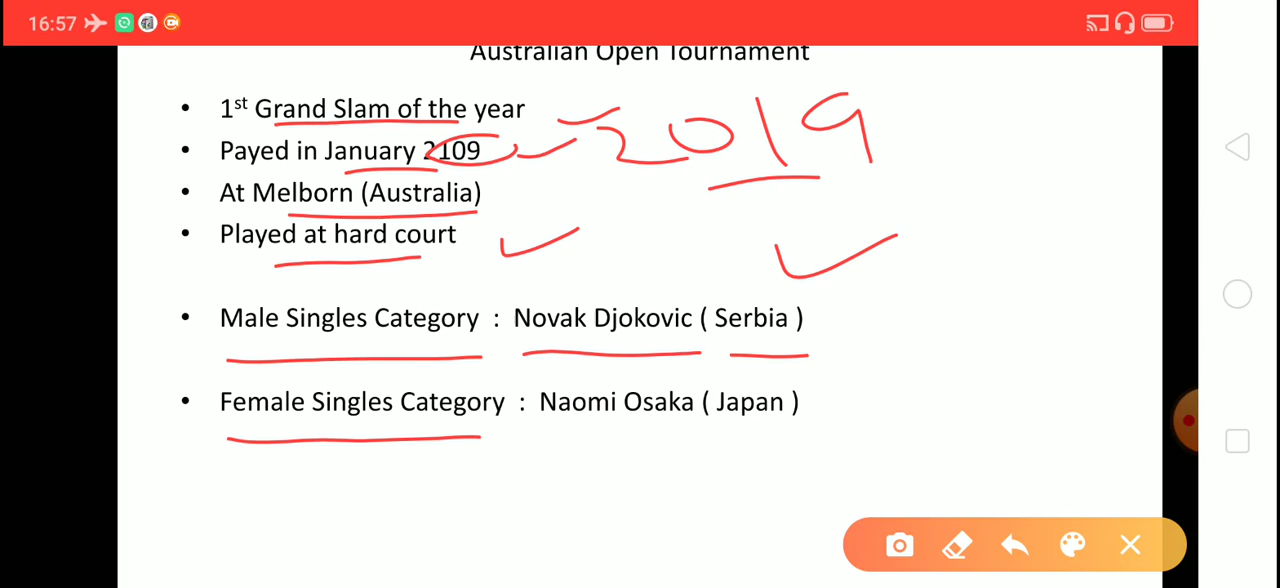 16:57
Australian Open Tournament
• 1st Grand Slam of the year
• Payed in January 2109 2019
• At Melborn (Australia)
• Played at hard court
• Male Singles Category : Novak Djokovic ( Serbia )
• Female Singles Category : Naomi Osaka ( Japan )